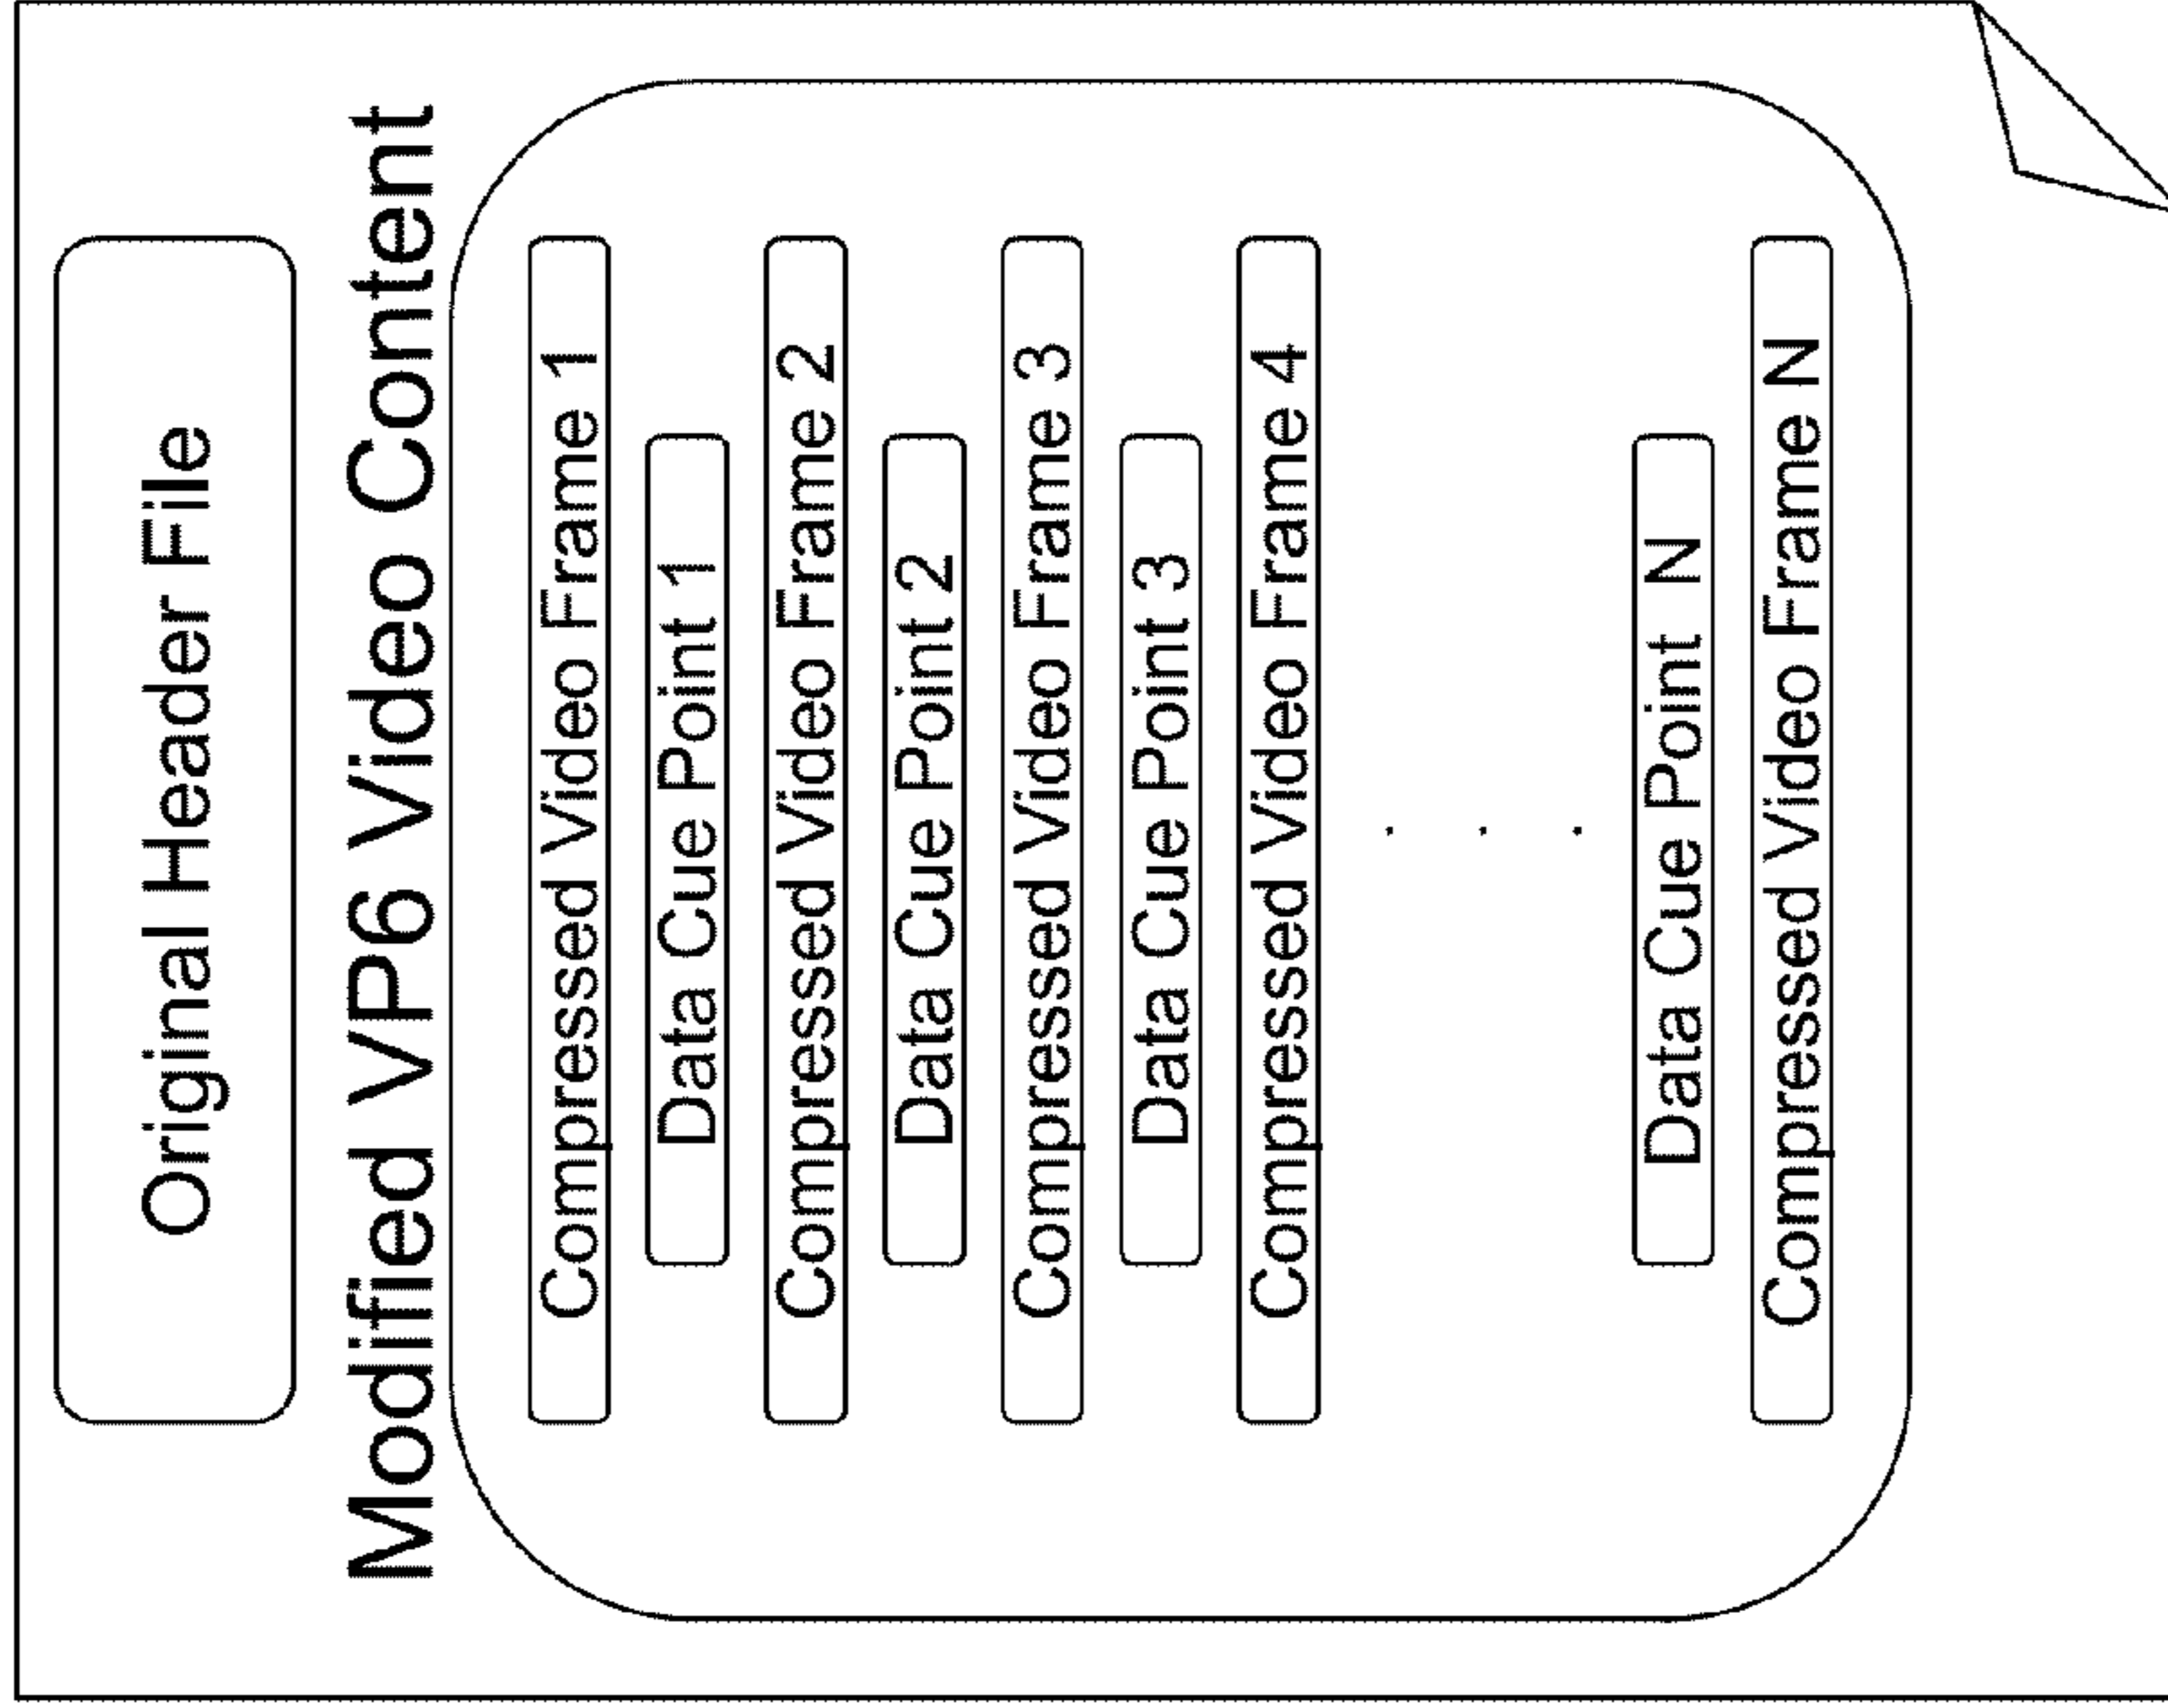 Original Header File
Modified VP6 Video Content
Compressed Video Frame 1
Data Cue Point 1
Compressed Video Frame 2
Data Cue Point 2
Compressed Video Frame 3
Data Cue Point 3
Compressed Video Frame 4
. . .
Data Cue Point N
Compressed Video Frame N